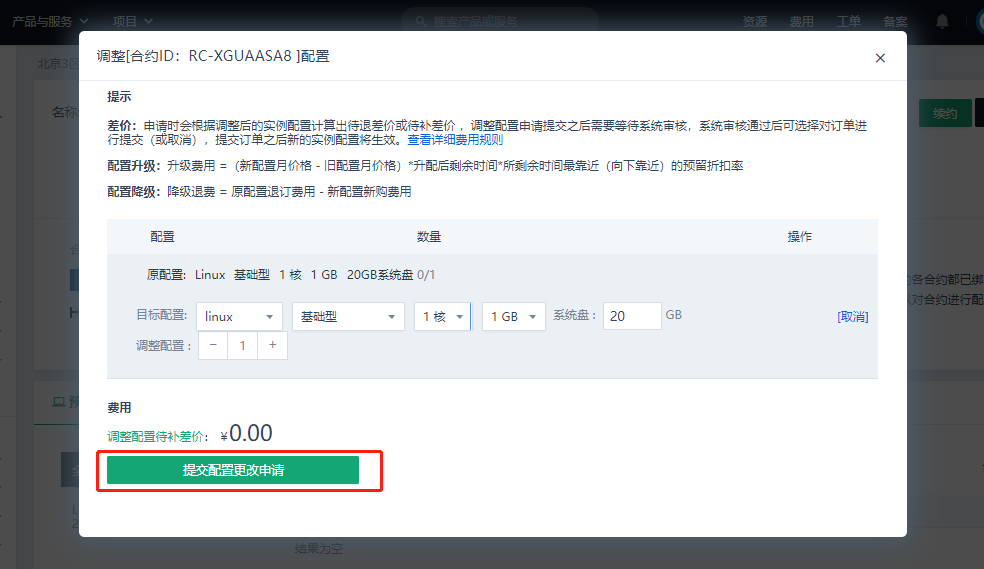 产品与服务
项目
搜索产品或服务
资源
费用
工单
备案
北京3区
名称
续约
调整[合约ID：RC-XGUAASA8 ]配置
提示
差价：申请时会根据调整后的实例配置计算出待退差价或待补差价，调整配置申请提交之后需要等待系统审核，系统审核通过后可选择对订单进
行提交（或取消），提交订单之后新的实例配置将生效。查看详细费用规则
配置升级：升级费用 =（新配置月价格 - 旧配置月价格）*升配后剩余时间*所剩余时间最靠近（向下靠近）的预留折扣率
配置降级：降级退费 = 原配置退订费用 - 新配置新购费用
配置
数量
操作
原配置: Linux 基础型 1 核 1 GB 20GB系统盘 0/1
各合约都已绑
对合约进行配
目标配置: linux 基础型 1 核 1 GB 系统盘： 20 GB [取消]
调整配置： − 1 +
费用
调整配置待补差价： ¥0.00
提交配置更改申请
结果为空